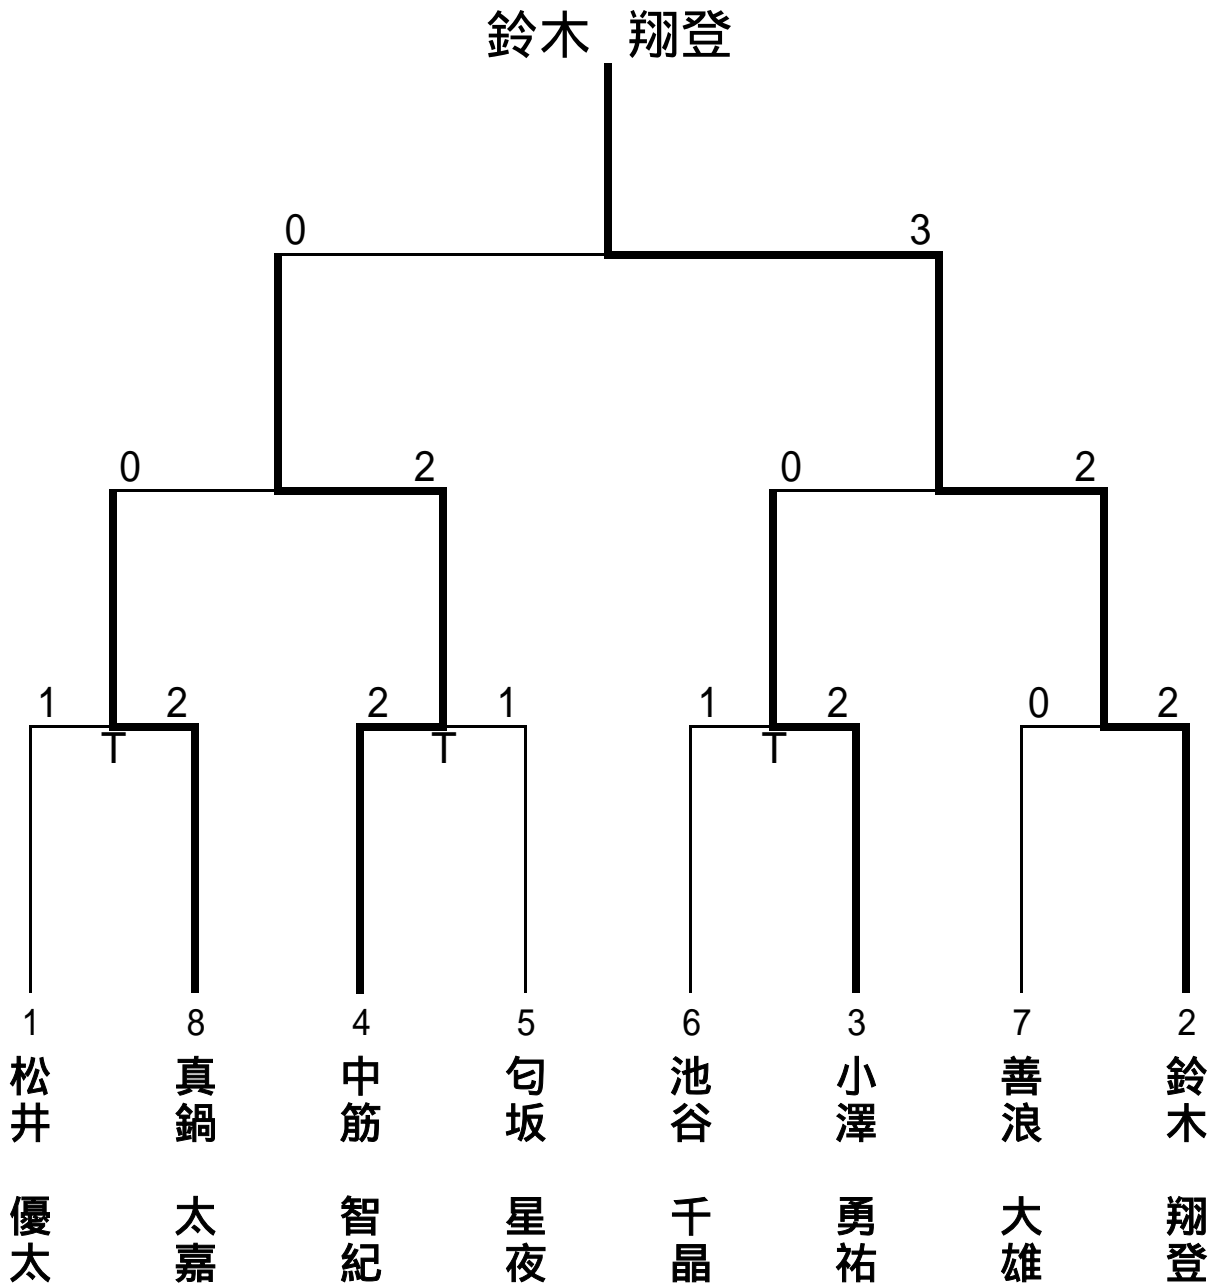 鈴木 翔登
0 3
0 2 0 2
1 2 2 1 1 2 0 2
T T T
1 8 4 5 6 3 7 2
松井 優太
真鍋 太嘉
中筋 智紀
匂坂 星夜
池谷 千晶
小澤 勇祐
善浪 大雄
鈴木 翔登